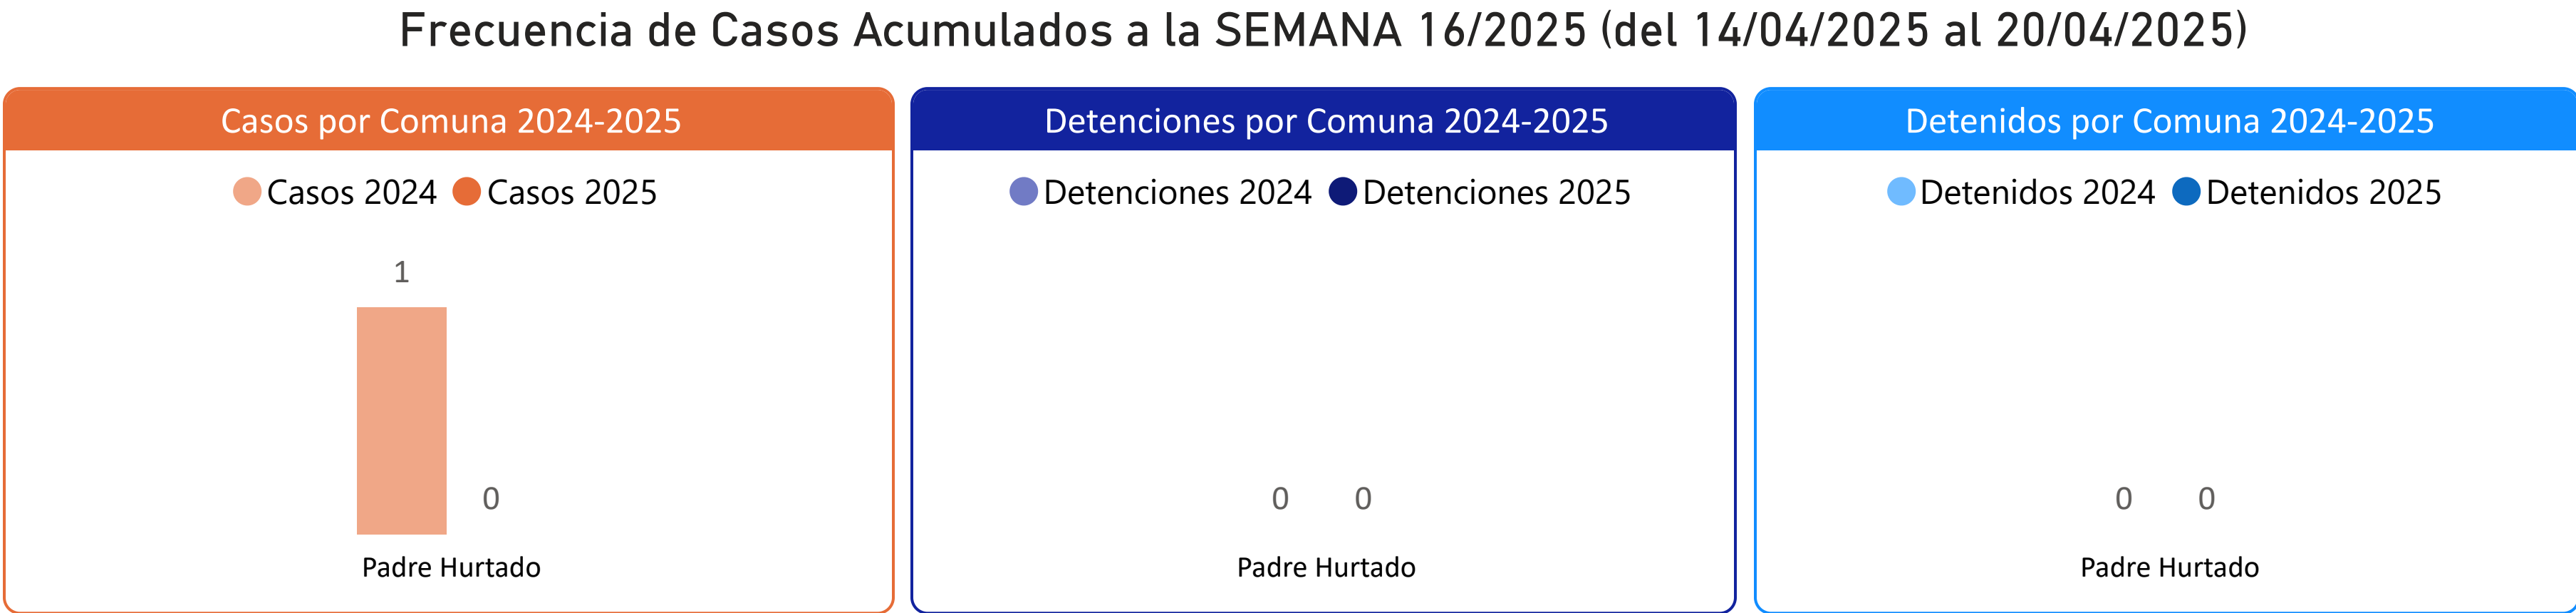 Frecuencia de Casos Acumulados a la SEMANA 16/2025 (del 14/04/2025 al 20/04/2025)
Casos por Comuna 2024-2025
Casos 2024 Casos 2025
1
0
Padre Hurtado
Detenciones por Comuna 2024-2025
Detenciones 2024 Detenciones 2025
0 0
Padre Hurtado
Detenidos por Comuna 2024-2025
Detenidos 2024 Detenidos 2025
0 0
Padre Hurtado